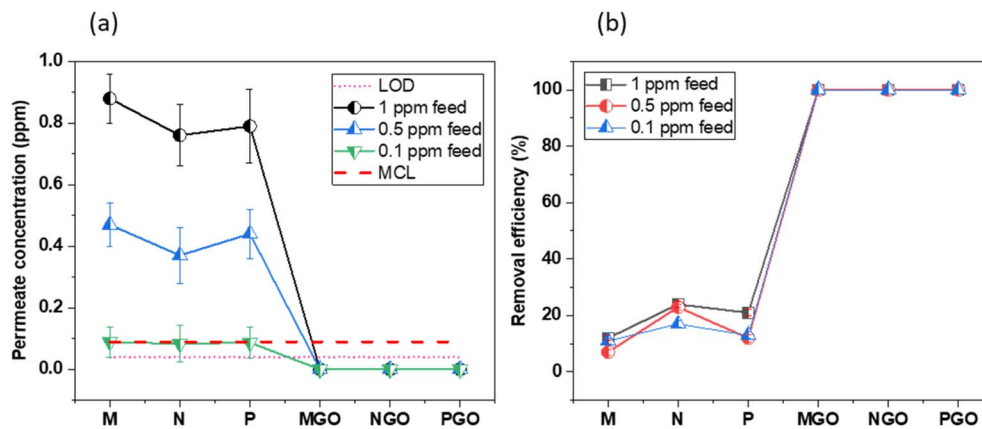 (a)
Perrmeate concentration (ppm)
1.0
0.8
0.6
0.4
0.2
0.0
LOD
1 ppm feed
0.5 ppm feed
0.1 ppm feed
MCL
M N P MGO NGO PGO
(b)
Removal efficiency (%)
100
80
60
40
20
0
1 ppm feed
0.5 ppm feed
0.1 ppm feed
M N P MGO NGO PGO